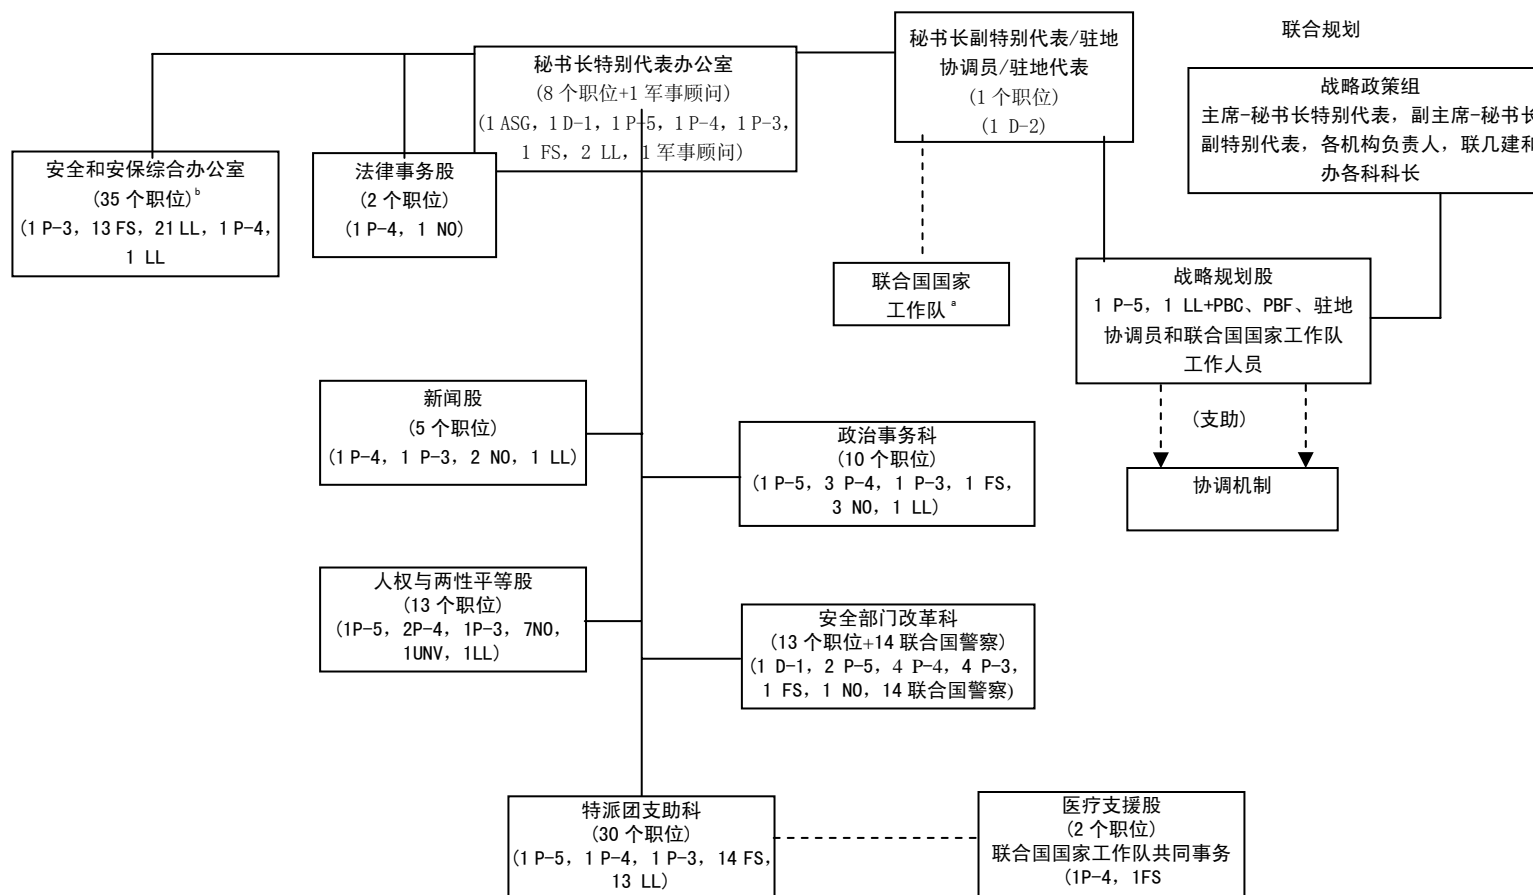 联合规划
秘书长特别代表办公室
(8 个职位+1 军事顾问)
(1 ASG, 1 D-1, 1 P-5, 1 P-4, 1 P-3,
1 FS, 2 LL, 1 军事顾问)
秘书长副特别代表/驻地
协调员/驻地代表
(1 个职位)
(1 D-2)
战略政策组
主席-秘书长特别代表, 副主席-秘书长
副特别代表, 各机构负责人, 联几建和
办各科科长
安全和安保综合办公室
(35 个职位)ᵇ
(1 P-3, 13 FS, 21 LL, 1 P-4,
1 LL
法律事务股
(2 个职位)
(1 P-4, 1 NO)
联合国国家
工作队ᵃ
战略规划股
1 P-5, 1 LL+PBC、PBF、驻地
协调员和联合国国家工作队
工作人员
(支助)
协调机制
新闻股
(5 个职位)
(1 P-4, 1 P-3, 2 NO, 1 LL)
政治事务科
(10 个职位)
(1 P-5, 3 P-4, 1 P-3, 1 FS,
3 NO, 1 LL)
人权与两性平等股
(13 个职位)
(1P-5, 2P-4, 1P-3, 7NO,
1UNV, 1LL)
安全部门改革科
(13 个职位+14 联合国警察)
(1 D-1, 2 P-5, 4 P-4, 4 P-3,
1 FS, 1 NO, 14 联合国警察)
特派团支助科
(30 个职位)
(1 P-5, 1 P-4, 1 P-3, 14 FS,
13 LL)
医疗支援股
(2 个职位)
联合国国家工作队共同事务
(1P-4, 1FS